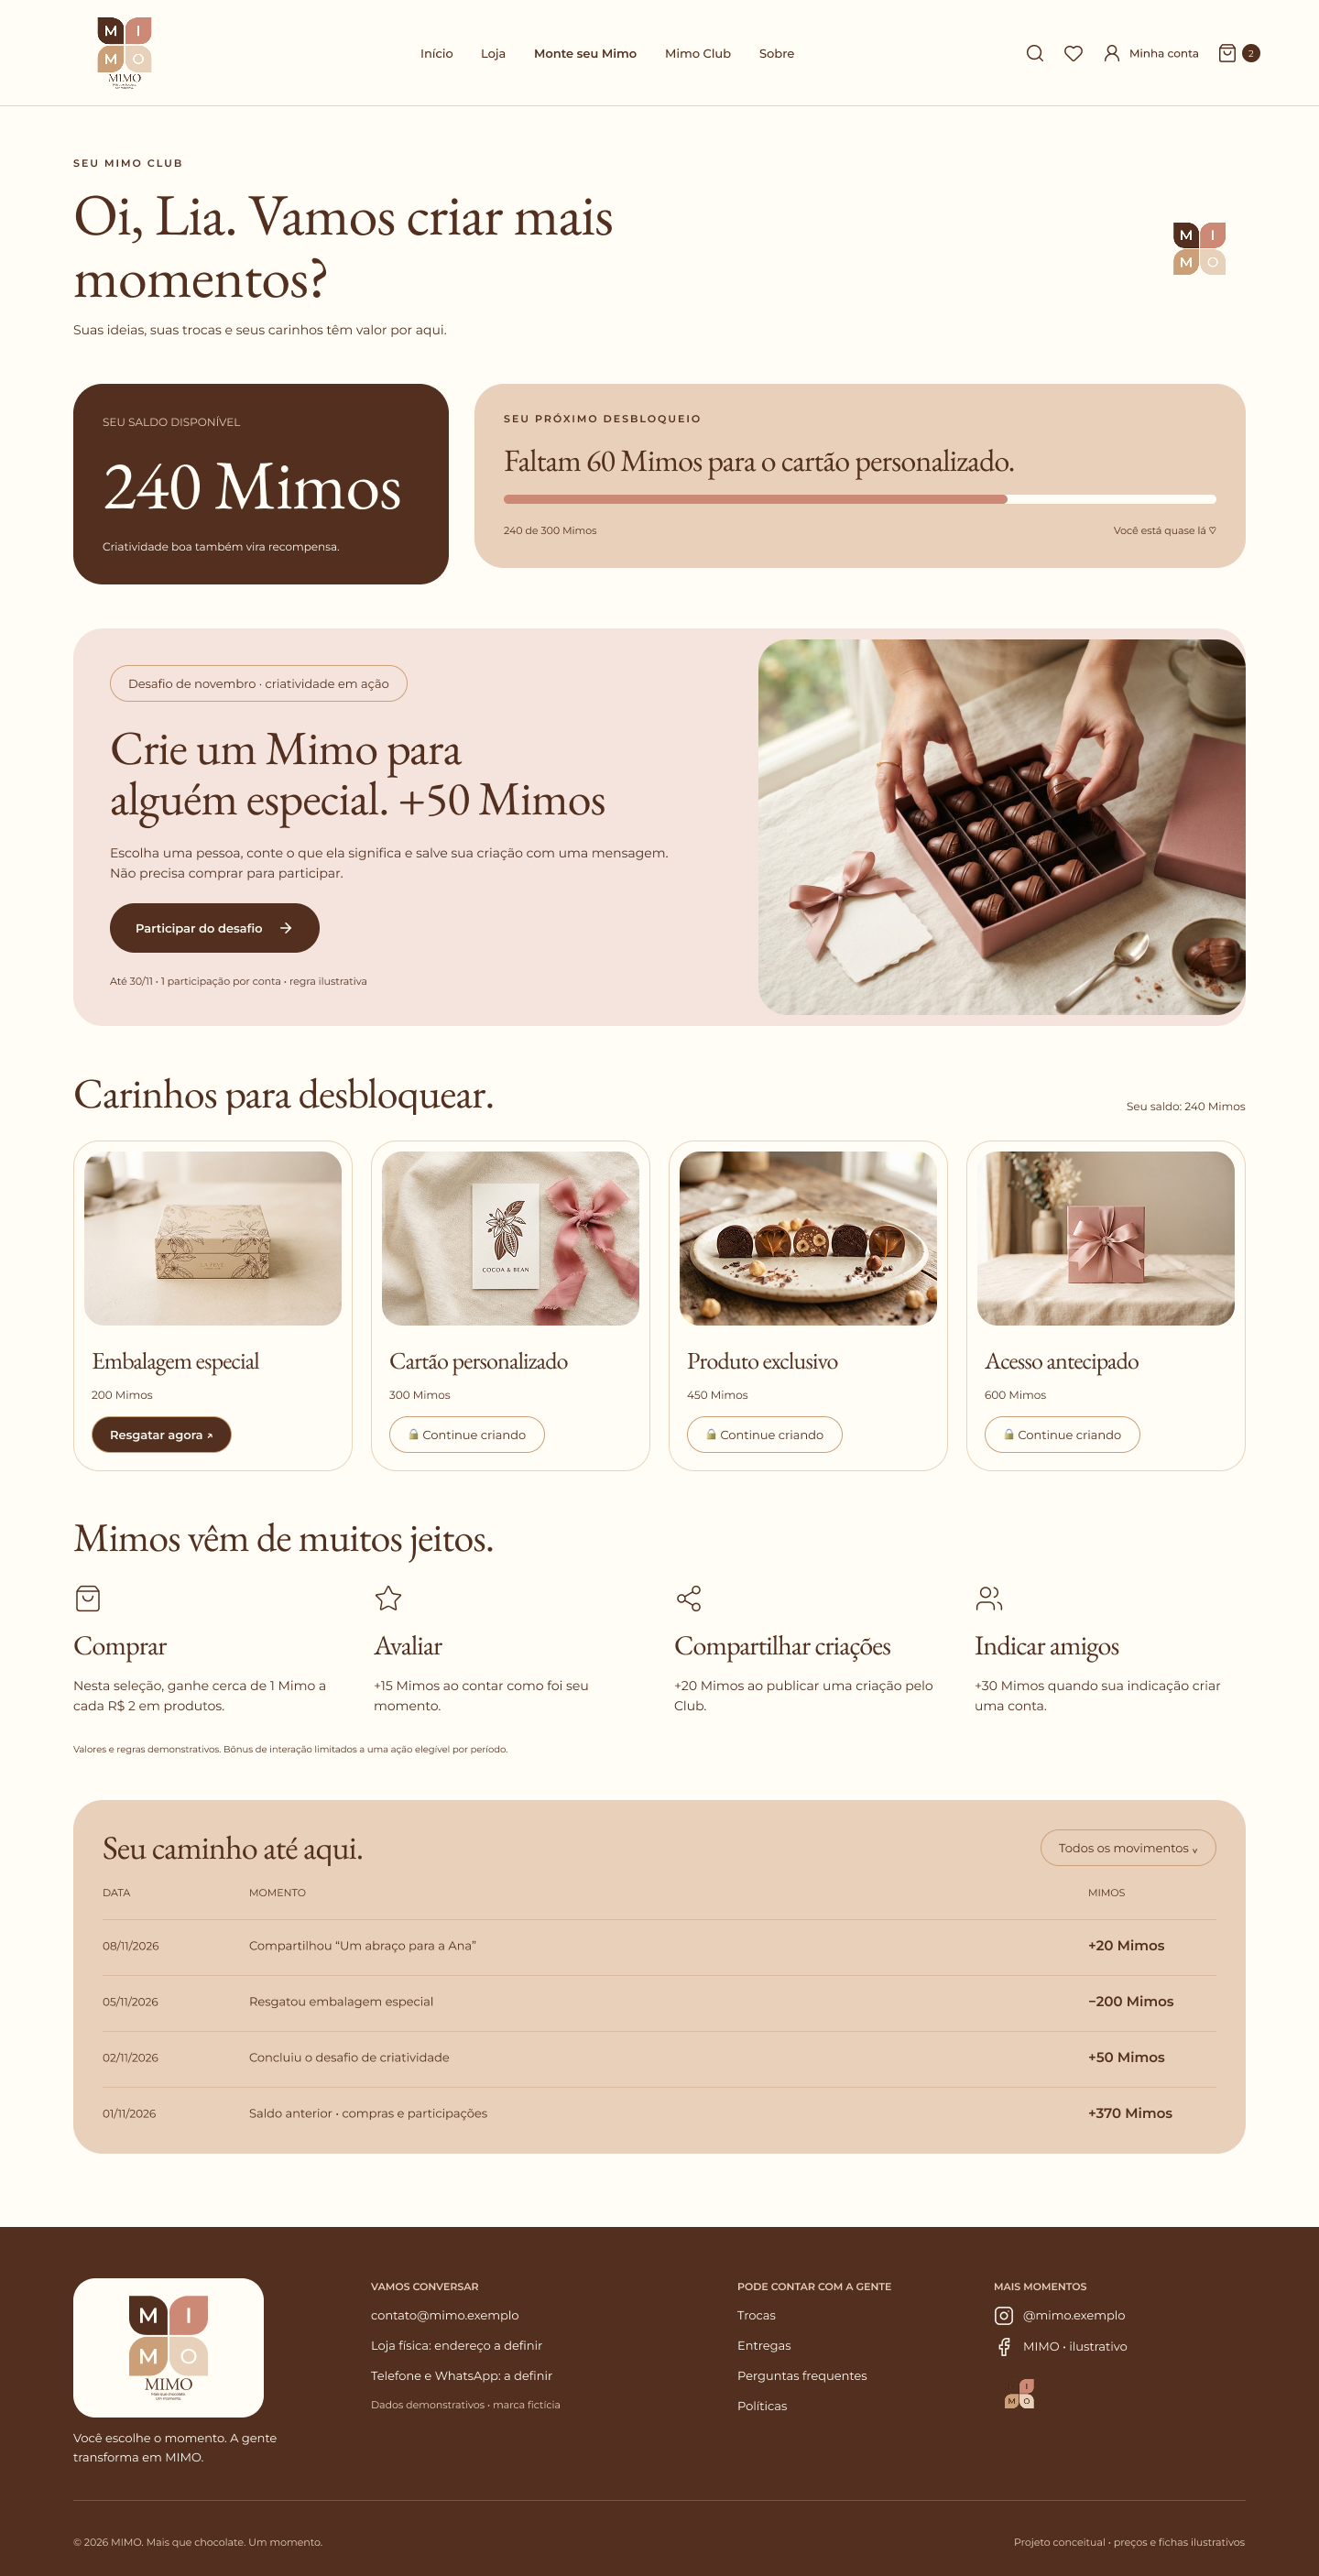 M I
M O
MIMO
Início Loja Monte seu Mimo Mimo Club Sobre
Minha conta 2
SEU MIMO CLUB
Oi, Lia. Vamos criar mais
momentos?
M I
M O
Suas ideias, suas trocas e seus carinhos têm valor por aqui.
SEU SALDO DISPONÍVEL
240 Mimos
Criatividade boa também vira recompensa.
SEU PRÓXIMO DESBLOQUEIO
Faltam 60 Mimos para o cartão personalizado.
240 de 300 Mimos
Você está quase lá ♡
Desafio de novembro · criatividade em ação
Crie um Mimo para
alguém especial. +50 Mimos
Escolha uma pessoa, conte o que ela significa e salve sua criação com uma mensagem.
Não precisa comprar para participar.
Participar do desafio →
Até 30/11 • 1 participação por conta • regra ilustrativa
Carinhos para desbloquear.
Seu saldo: 240 Mimos
COCOA & BEAN
Embalagem especial
200 Mimos
Resgatar agora ↗
Cartão personalizado
300 Mimos
🔒 Continue criando
Produto exclusivo
450 Mimos
🔒 Continue criando
Acesso antecipado
600 Mimos
🔒 Continue criando
Mimos vêm de muitos jeitos.
Comprar
Nesta seleção, ganhe cerca de 1 Mimo a
cada R$ 2 em produtos.
Avaliar
+15 Mimos ao contar como foi seu
momento.
Compartilhar criações
+20 Mimos ao publicar uma criação pelo
Club.
Indicar amigos
+30 Mimos quando sua indicação criar
uma conta.
Valores e regras demonstrativos. Bônus de interação limitados a uma ação elegível por período.
Seu caminho até aqui.
Todos os movimentos ˅
DATA MOMENTO MIMOS
08/11/2026 Compartilhou “Um abraço para a Ana” +20 Mimos
05/11/2026 Resgatou embalagem especial −200 Mimos
02/11/2026 Concluiu o desafio de criatividade +50 Mimos
01/11/2026 Saldo anterior • compras e participações +370 Mimos
M I
M O
MIMO
Mais que chocolate.
Um momento.
Você escolhe o momento. A gente
transforma em MIMO.
VAMOS CONVERSAR
contato@mimo.exemplo
Loja física: endereço a definir
Telefone e WhatsApp: a definir
Dados demonstrativos • marca fictícia
PODE CONTAR COM A GENTE
Trocas
Entregas
Perguntas frequentes
Políticas
MAIS MOMENTOS
@mimo.exemplo
MIMO • ilustrativo
I
M O
© 2026 MIMO. Mais que chocolate. Um momento.
Projeto conceitual • preços e fichas ilustrativos